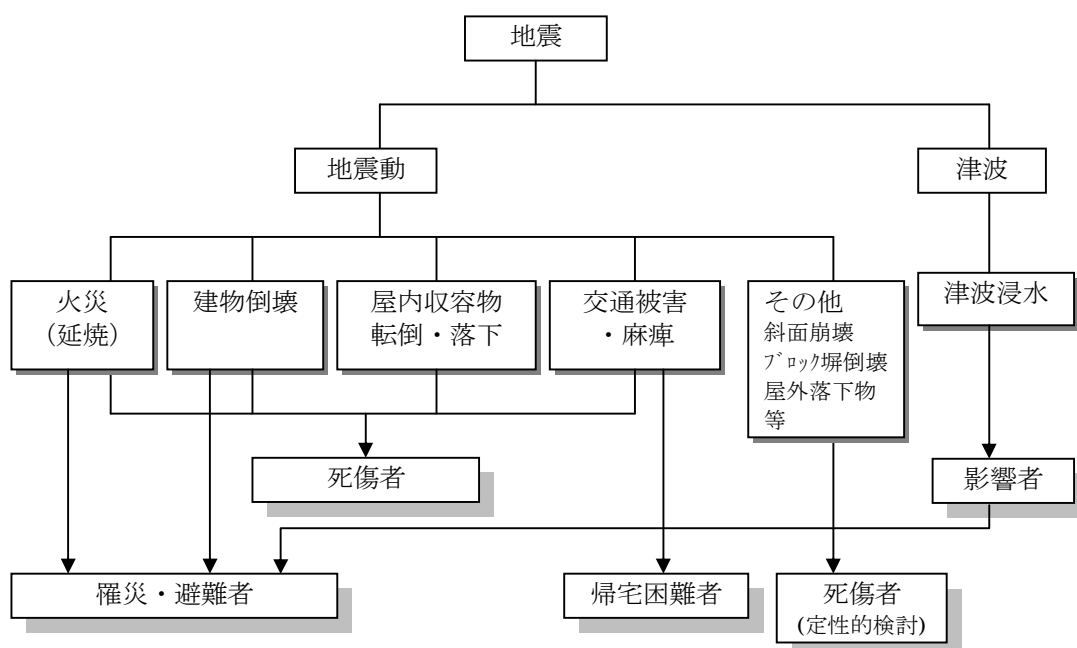 地震
地震動
津波
火災
(延焼)
建物倒壊
屋内収容物
転倒・落下
交通被害
・麻痺
その他
斜面崩壊
ﾌﾞﾛｯｸ塀倒壊
屋外落下物
等
津波浸水
死傷者
影響者
罹災・避難者
帰宅困難者
死傷者
(定性的検討)